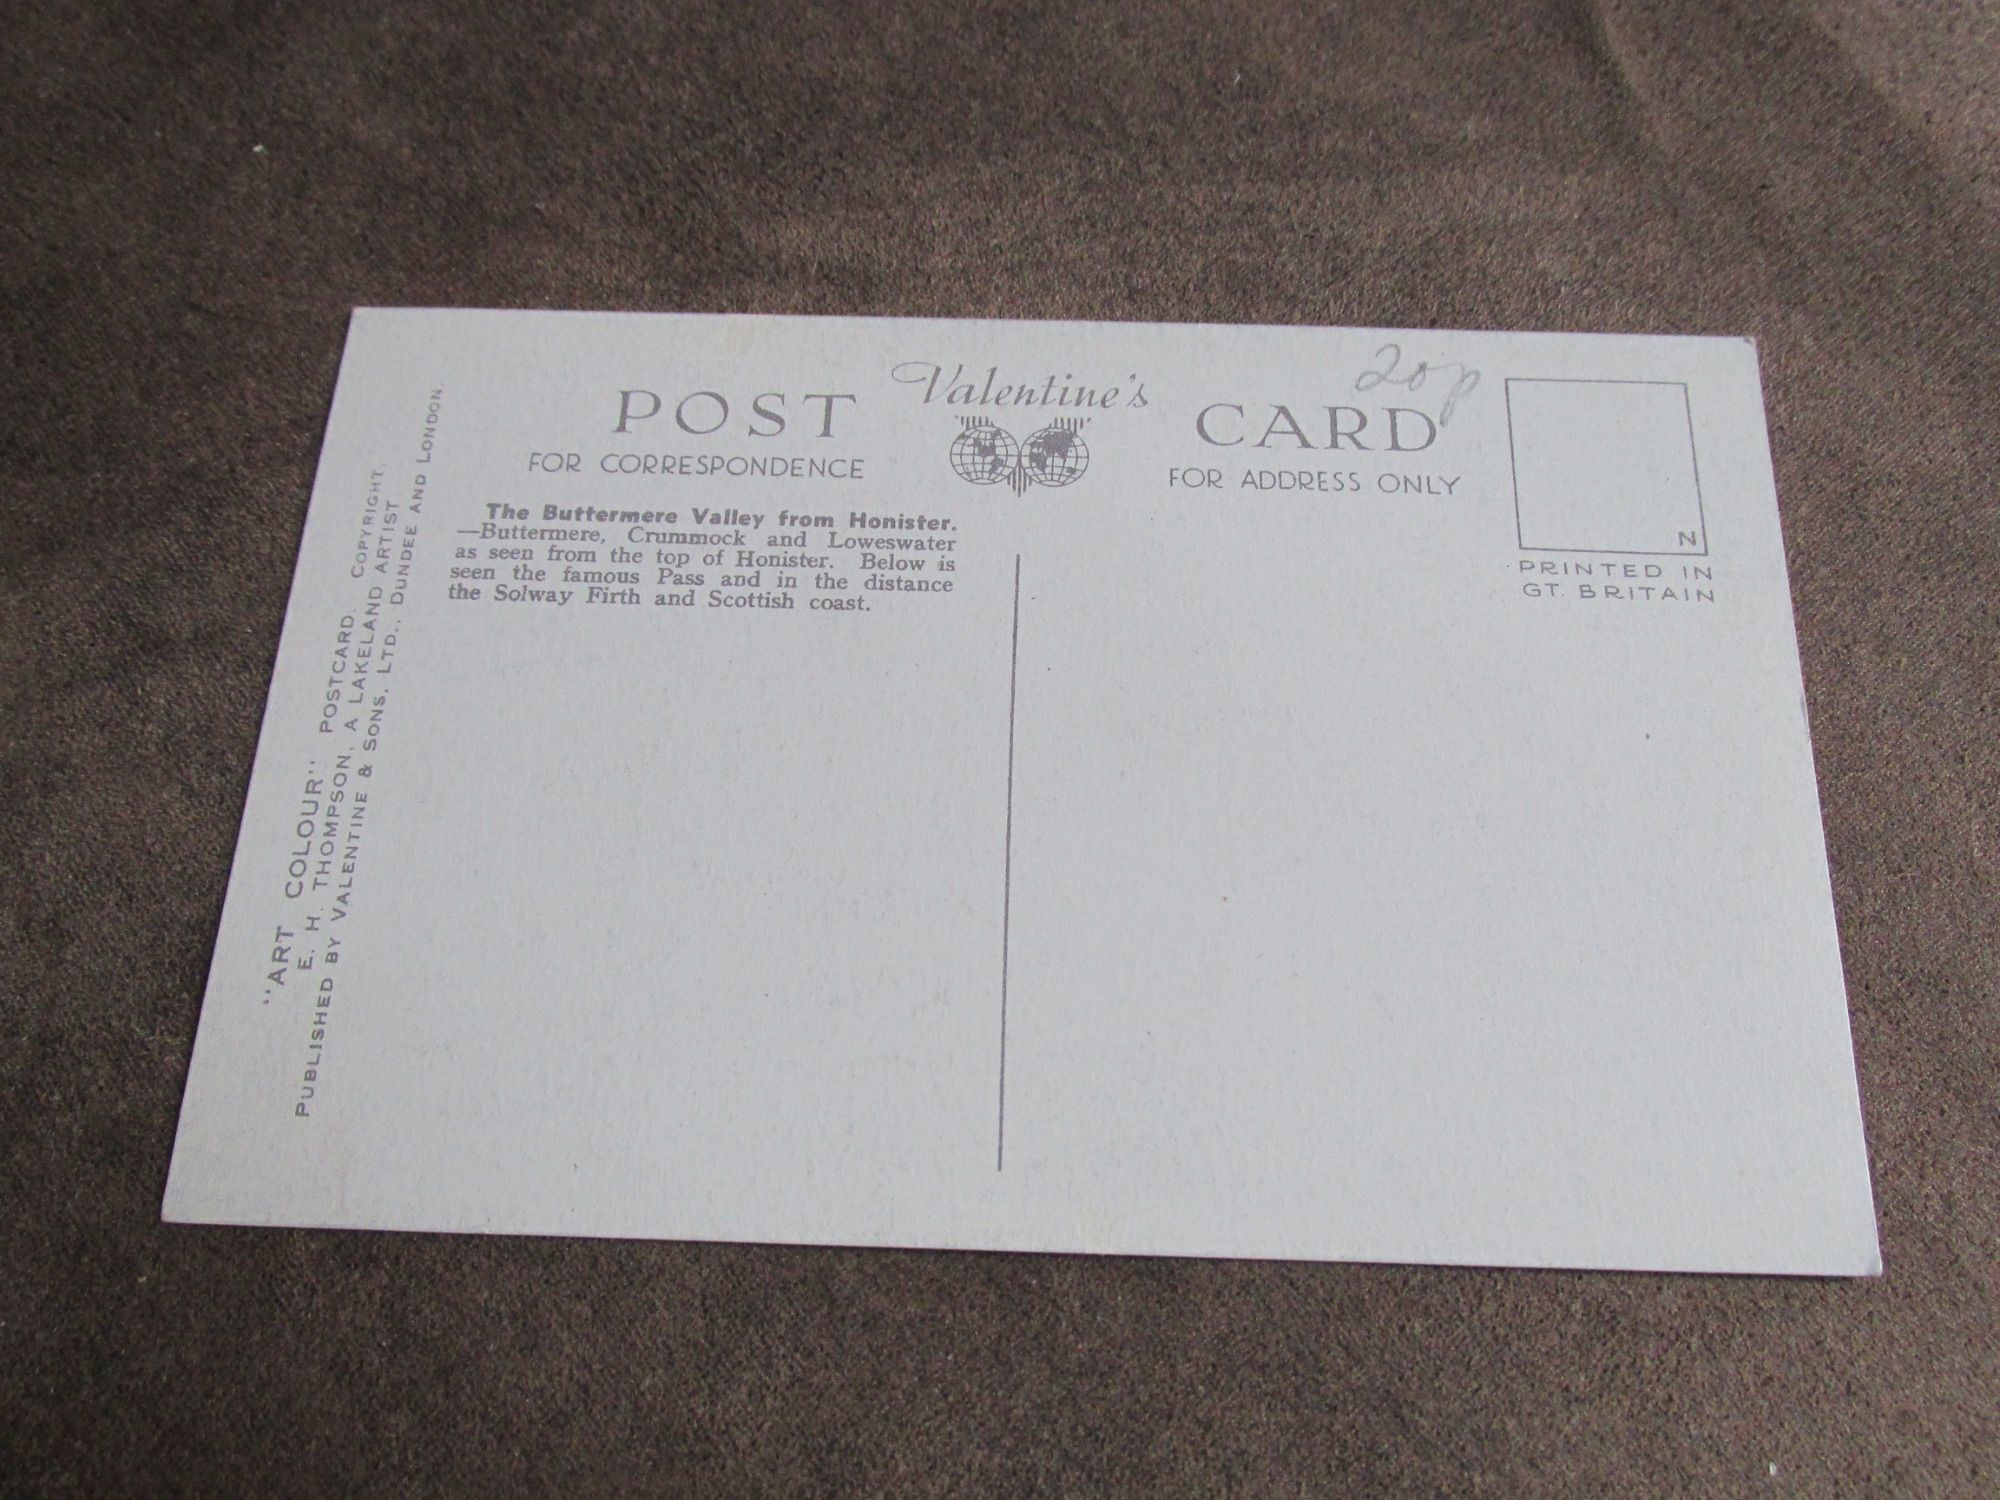 Valentine's
POST CARD
20p
FOR CORRESPONDENCE
FOR ADDRESS ONLY
The Buttermere Valley from Honister.
—Buttermere, Crummock and Loweswater
as seen from the top of Honister. Below is
seen the famous Pass and in the distance
the Solway Firth and Scottish coast.
N
PRINTED IN
GT. BRITAIN
"ART COLOUR" POSTCARD. COPYRIGHT.
E. H. THOMPSON, A LAKELAND ARTIST.
PUBLISHED BY VALENTINE & SONS, LTD., DUNDEE AND LONDON.